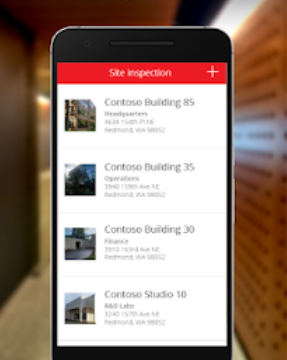 Site Inspection
+
Contoso Building 85
Headquarters
4634 154th Pl NE
Redmond, WA 98052
Contoso Building 35
Operations
3940 159th Ave NE
Redmond, WA 98052
Contoso Building 30
Finance
3910 163rd Ave NE
Redmond, WA 98052
Contoso Studio 10
R&D Labs
3240 157th Ave NE
Redmond, WA 98052